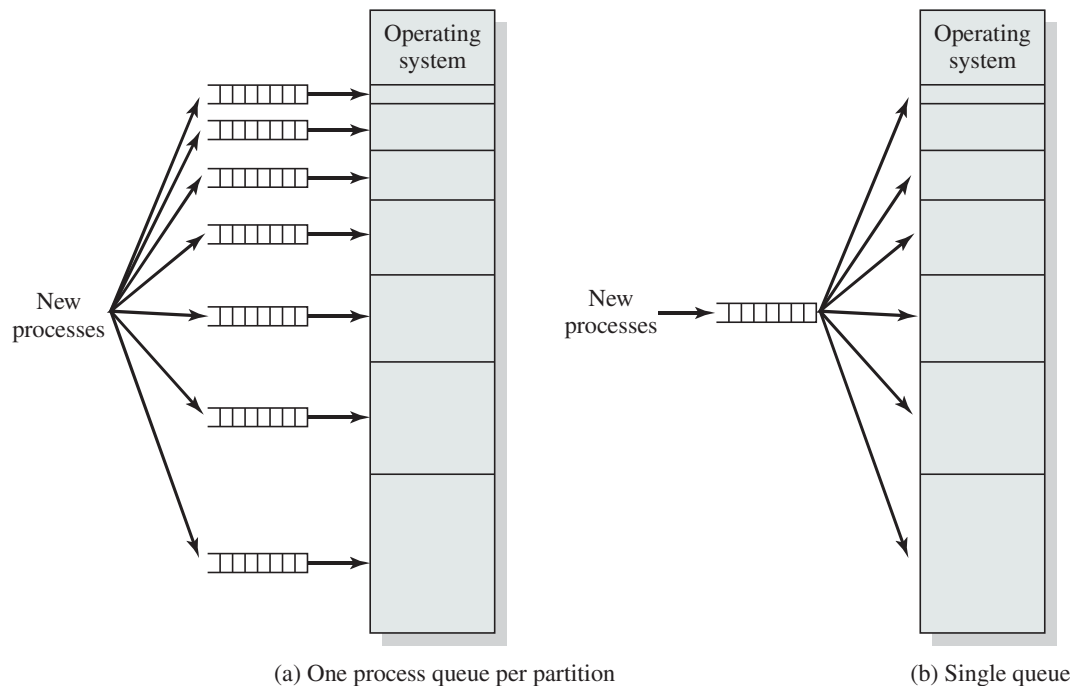 Operating
system
New
processes
(a) One process queue per partition
Operating
system
New
processes
(b) Single queue